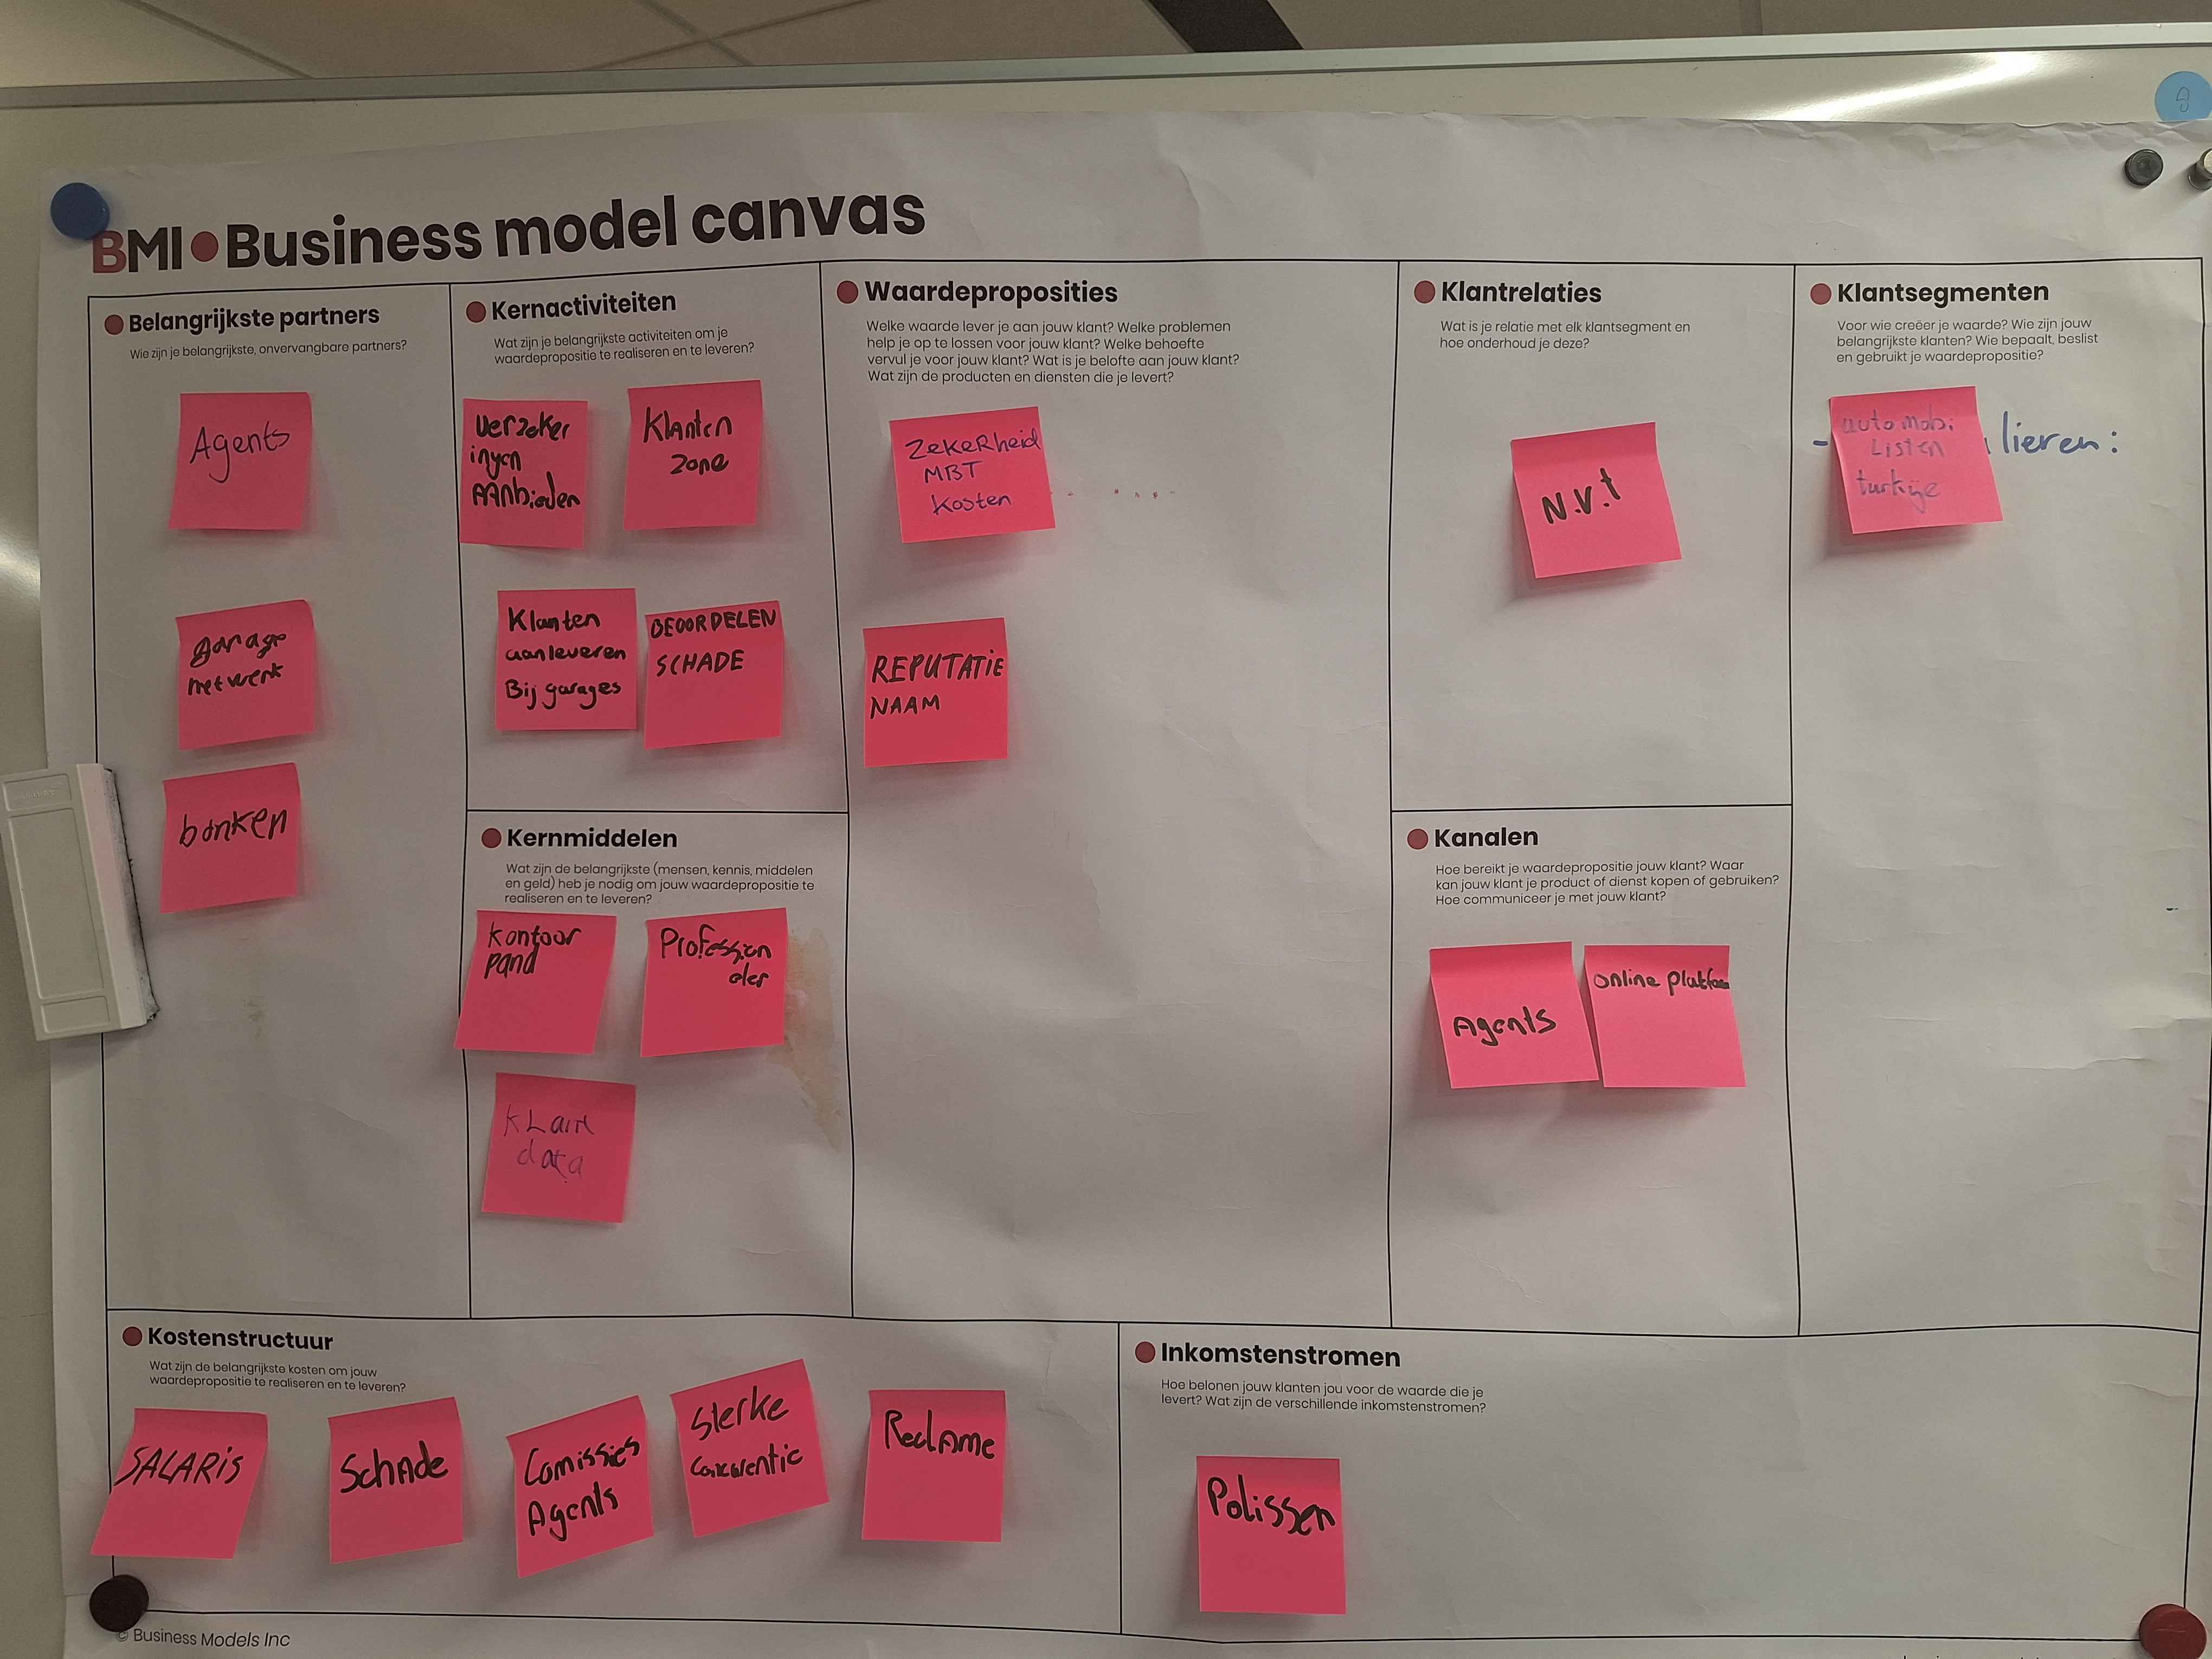 BMI Business model canvas
Belangrijkste partners
Wie zijn je belangrijkste, onvervangbare partners?
Agents
garage
netwerk
banken
Kernactiviteiten
Wat zijn je belangrijkste activiteiten om je
waardepropositie te realiseren en te leveren?
verzeker
ingen
AAnbieden
Klanten
zone
Klanten
aanleveren
Bij garages
BEOORDELEN
SCHADE
Kernmiddelen
Wat zijn de belangrijkste (mensen, kennis, middelen
en geld) heb je nodig om jouw waardepropositie te
realiseren en te leveren?
Kantoor
pand
Profession
eler
KLant
data
Waardeproposities
Welke waarde lever je aan jouw klant? Welke problemen
help je op te lossen voor jouw klant? Welke behoefte
vervul je voor jouw klant? Wat is je belofte aan jouw klant?
Wat zijn de producten en diensten die je levert?
ZekeRheid
MBT
Kosten
REPUTATiE
NAAM
Klantrelaties
Wat is je relatie met elk klantsegment en
hoe onderhoud je deze?
N.V.t
Kanalen
Hoe bereikt je waardepropositie jouw klant? Waar
kan jouw klant je product of dienst kopen of gebruiken?
Hoe communiceer je met jouw klant?
Agents
online platform
Klantsegmenten
Voor wie creëer je waarde? Wie zijn jouw
belangrijkste klanten? Wie bepaalt, beslist
en gebruikt je waardepropositie?
automobi
Listen
turkije
- lieren:
Kostenstructuur
Wat zijn de belangrijkste kosten om jouw
waardepropositie te realiseren en te leveren?
SALARiS
SchAde
Comissies
Agents
Sterke
Concurentie
ReclAme
Inkomstenstromen
Hoe belonen jouw klanten jou voor de waarde die je
levert? Wat zijn de verschillende inkomstenstromen?
Polissen
© Business Models Inc